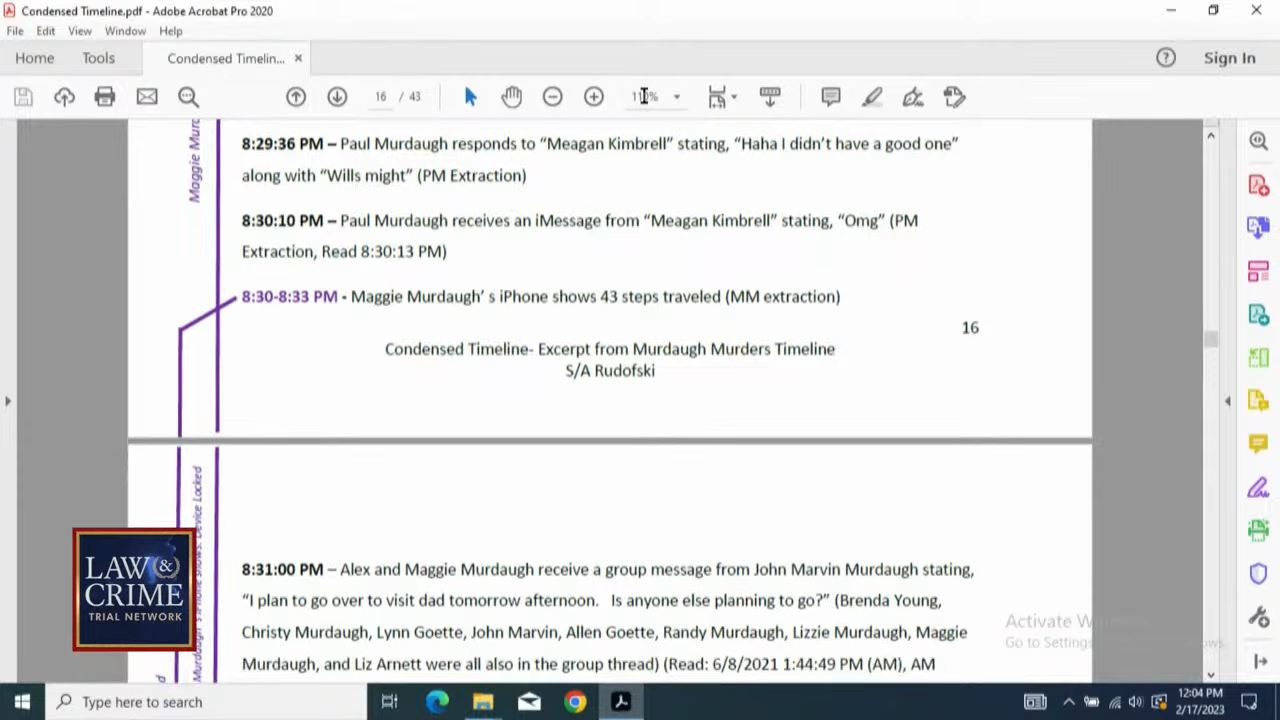 Condensed Timeline.pdf - Adobe Acrobat Pro 2020
File Edit View Window Help
Home Tools Condensed Timelin... Sign In
16 / 43
8:29:36 PM – Paul Murdaugh responds to “Meagan Kimbrell” stating, “Haha I didn’t have a good one”
along with “Wills might” (PM Extraction)
8:30:10 PM – Paul Murdaugh receives an iMessage from “Meagan Kimbrell” stating, “Omg” (PM
Extraction, Read 8:30:13 PM)
8:30-8:33 PM - Maggie Murdaugh’ s iPhone shows 43 steps traveled (MM extraction)
16
Condensed Timeline- Excerpt from Murdaugh Murders Timeline
S/A Rudofski
Maggie
Murdaugh's iPhone shows: Device Locked
8:31:00 PM – Alex and Maggie Murdaugh receive a group message from John Marvin Murdaugh stating,
“I plan to go over to visit dad tomorrow afternoon. Is anyone else planning to go?” (Brenda Young,
Christy Murdaugh, Lynn Goette, John Marvin, Allen Goette, Randy Murdaugh, Lizzie Murdaugh, Maggie
Murdaugh, and Liz Arnett were all also in the group thread) (Read: 6/8/2021 1:44:49 PM (AM), AM
LAW &
CRIME
TRIAL NETWORK
Activate
Go to Settings
Type here to search
12:04 PM
2/17/2023